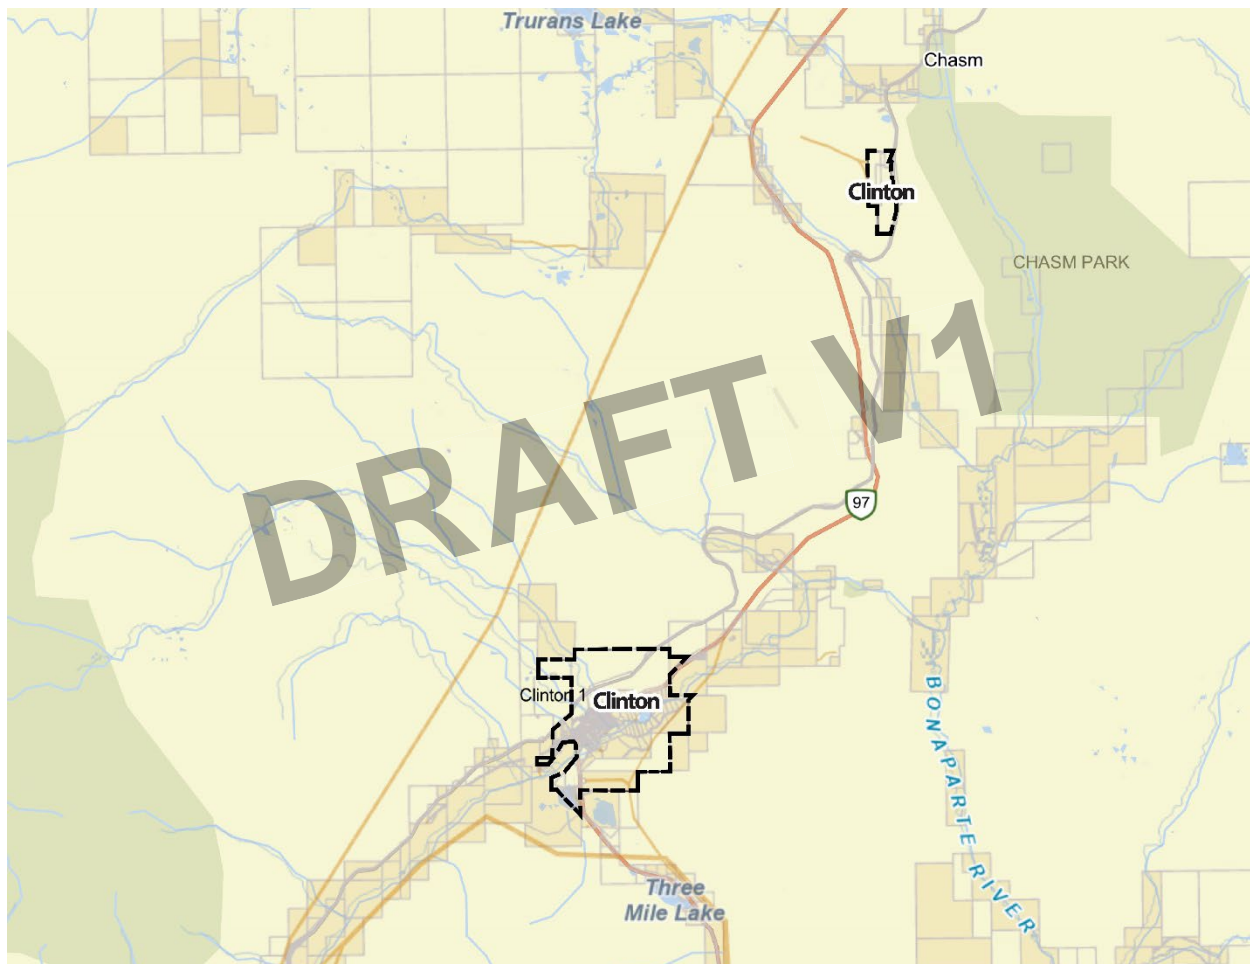 Trurans Lake
Chasm
Clinton
CHASM PARK
DRAFT V1
97
Clinton 1
Clinton
BONAPARTE RIVER
Three
Mile Lake